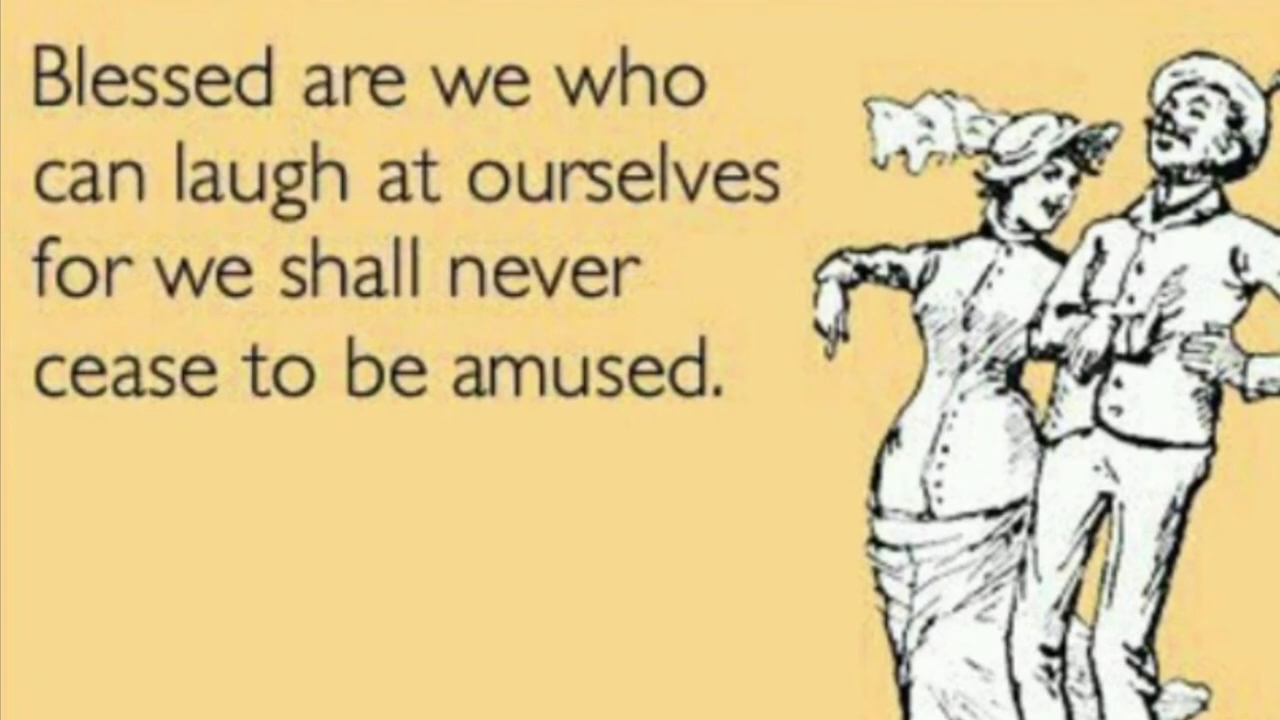 Blessed are we who
can laugh at ourselves
for we shall never
cease to be amused.